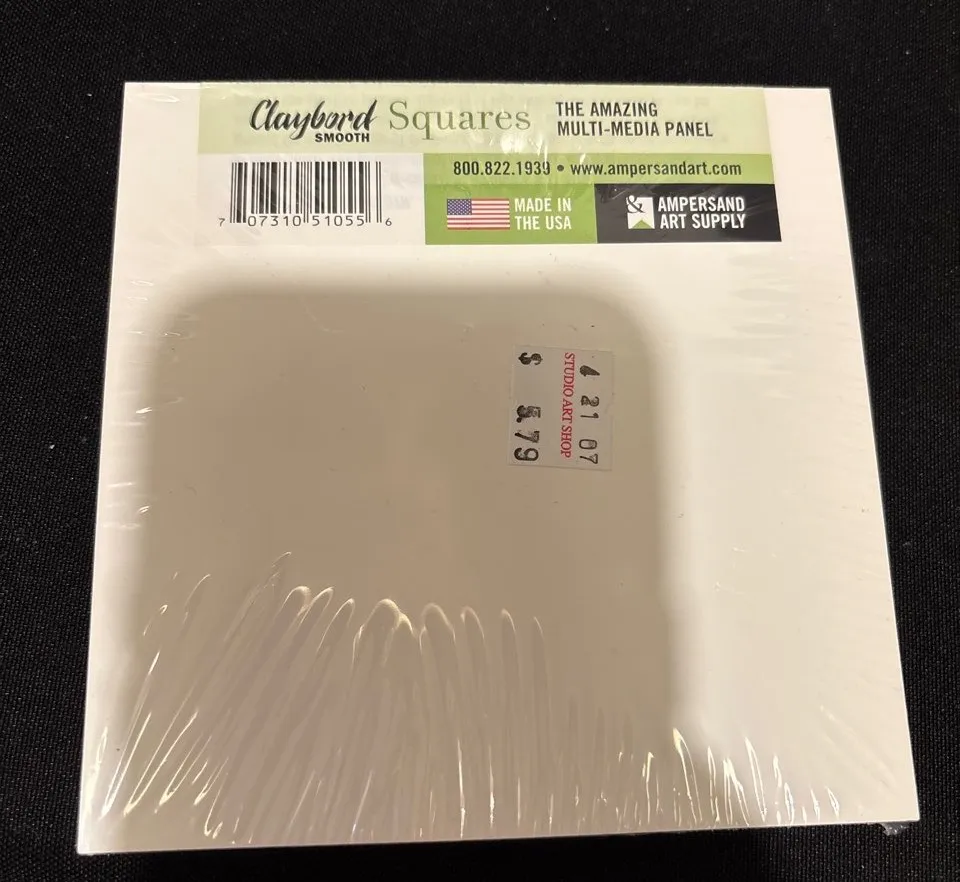 Claybord Squares
SMOOTH
THE AMAZING
MULTI-MEDIA PANEL
800.822.1939 • www.ampersandart.com
7 07310 51055 6
MADE IN
THE USA
&
AMPERSAND
ART SUPPLY
4 21 07
STUDIO ART SHOP
$ 5.79